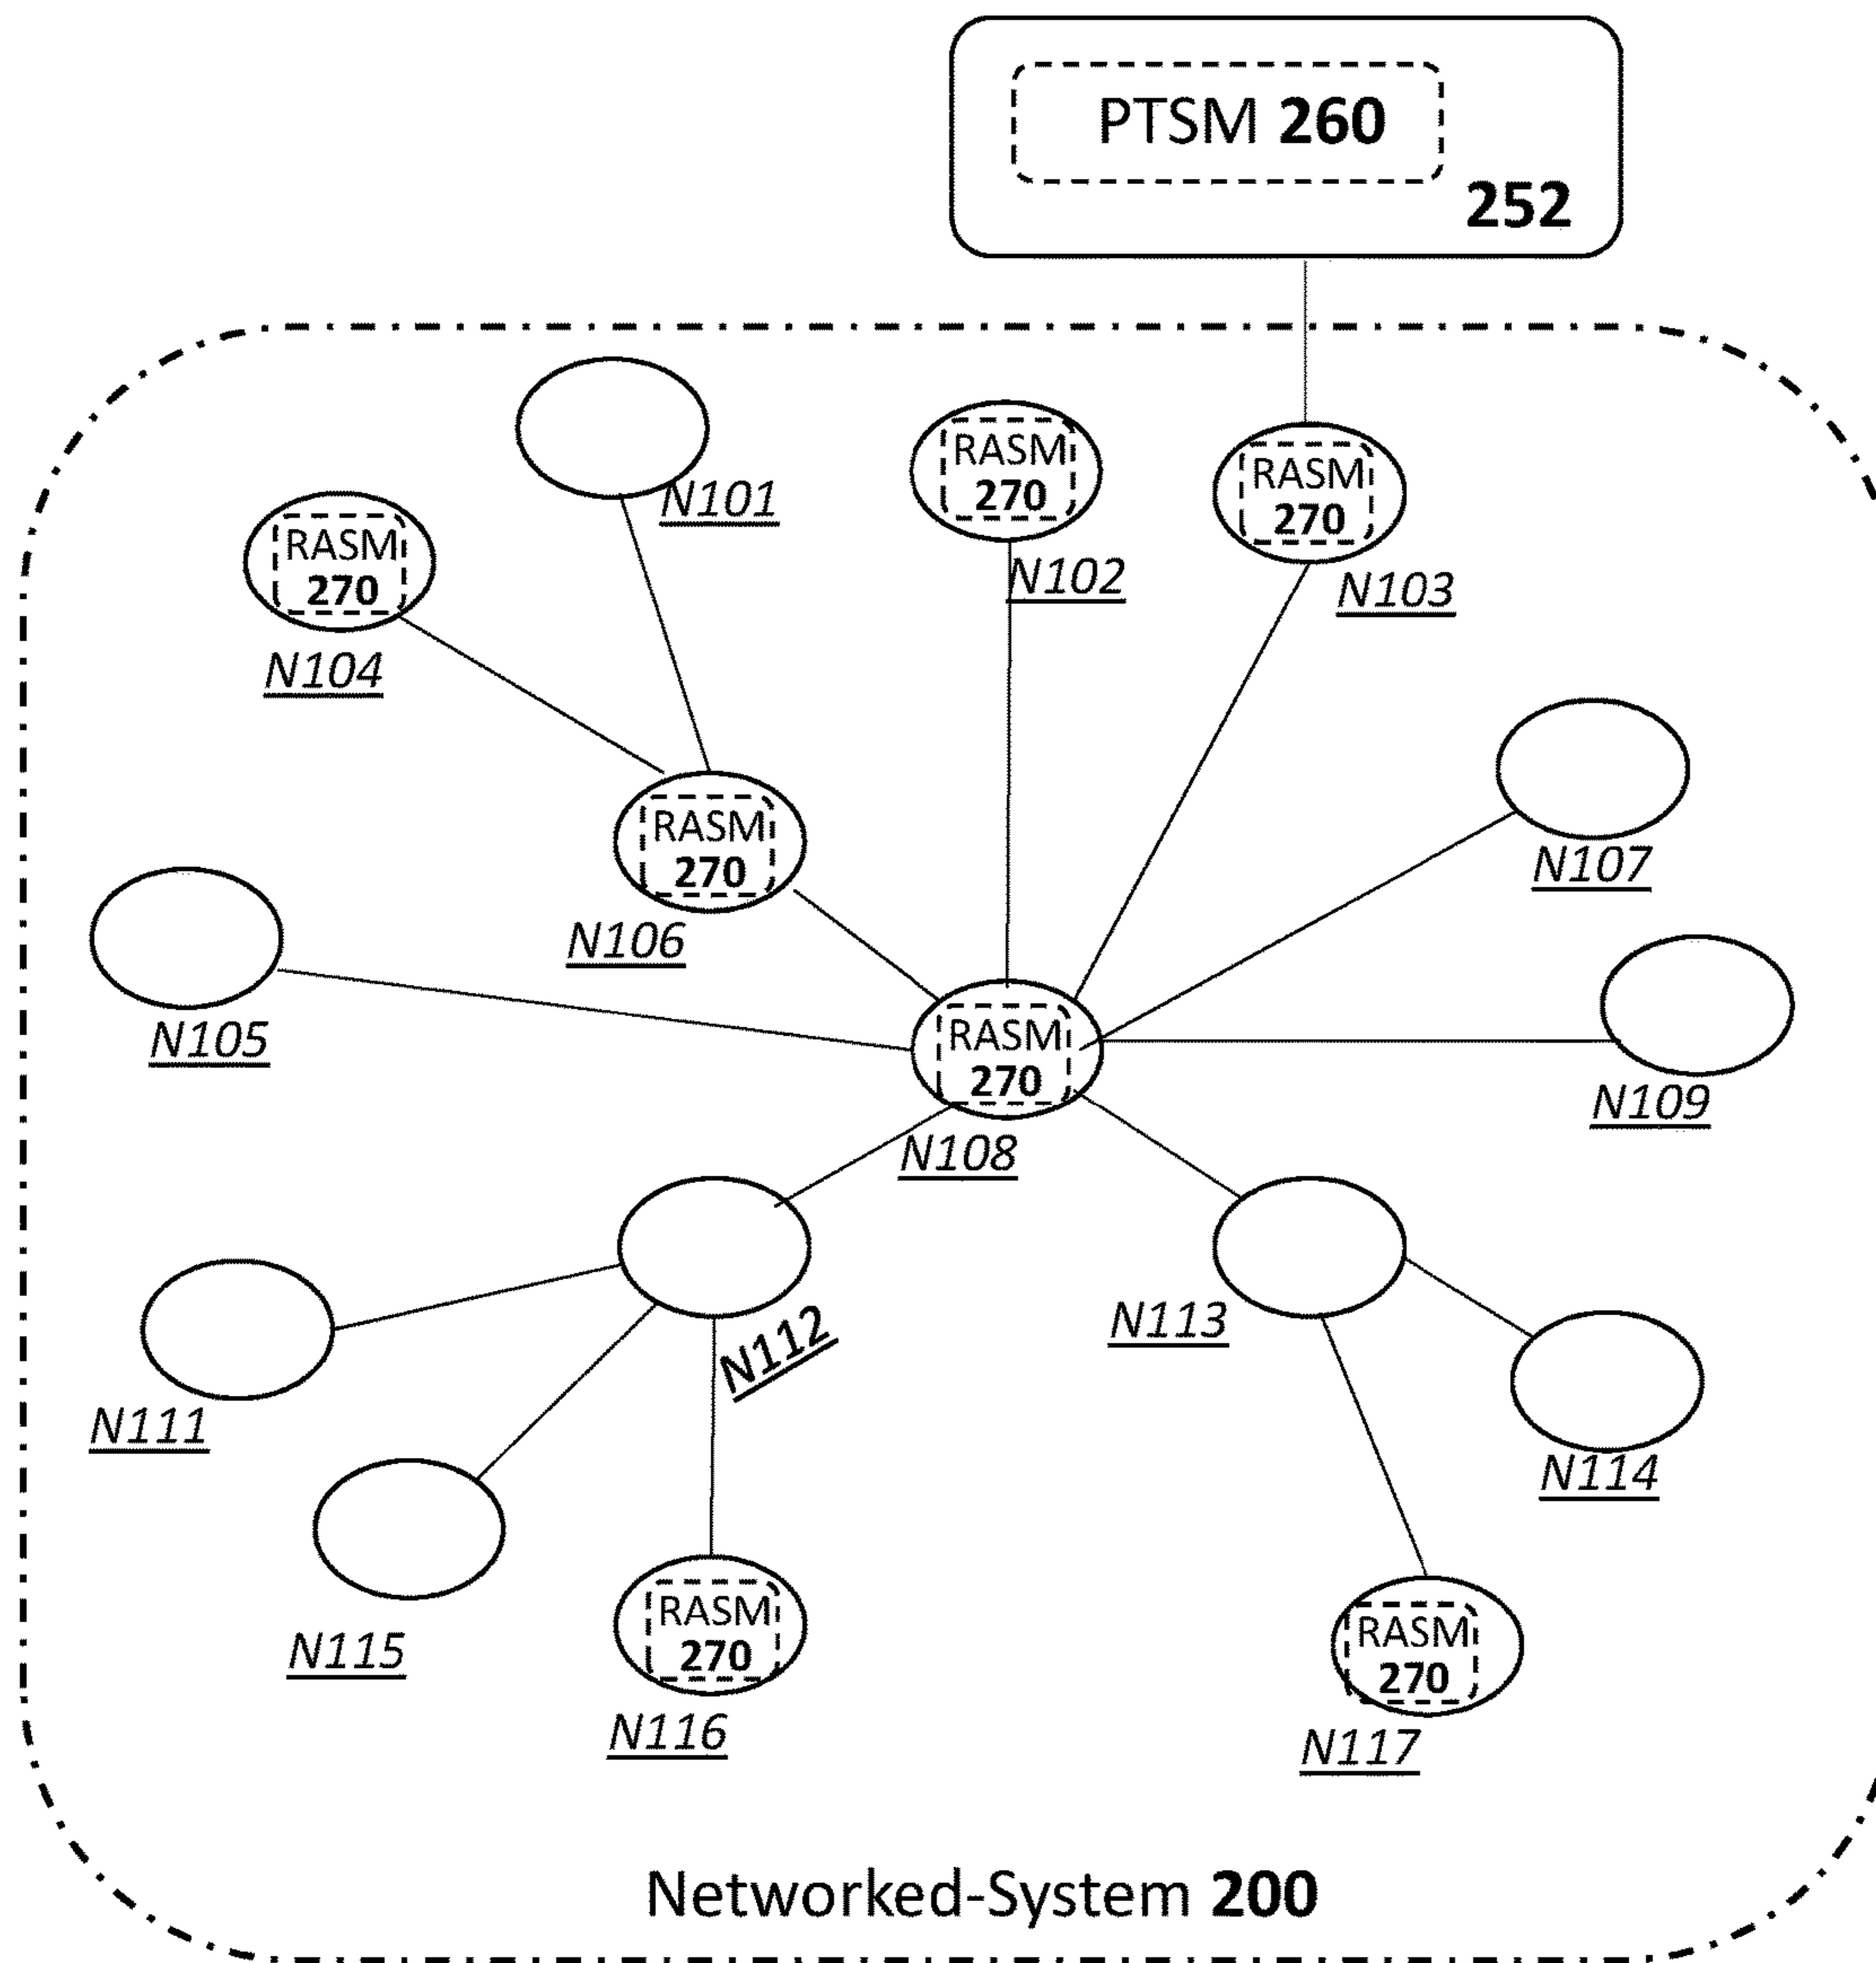 PTSM 260
252
N101
RASM
270
N102
RASM
270
N103
RASM
270
N104
RASM
270
N106
N107
N105
RASM
270
N108
N109
N112
N113
N111
N114
N115
RASM
270
N116
RASM
270
N117
Networked-System 200